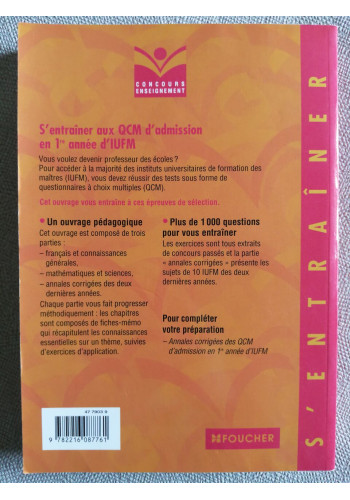 CONCOURS
ENSEIGNEMENT
S'entraîner aux QCM d'admission
en 1re année d'IUFM
Vous voulez devenir professeur des écoles ?
Pour accéder à la majorité des instituts universitaires de formation des
maîtres (IUFM), vous devez réussir des tests sous forme de
questionnaires à choix multiples (QCM).
Cet ouvrage vous entraîne à ces épreuves de sélection.
• Un ouvrage pédagogique
Cet ouvrage est composé de trois
parties :
– français et connaissances
générales,
– mathématiques et sciences,
– annales corrigées des deux
dernières années.
Chaque partie vous fait progresser
méthodiquement : les chapitres
sont composés de fiches-mémo
qui récapitulent les connaissances
essentielles sur un thème, suivies
d'exercices d'application.
• Plus de 1 000 questions
pour vous entraîner
Les exercices sont tous extraits de
concours passés et la partie
« annales corrigées » présente les
sujets de 10 IUFM des deux
dernières années.
Pour compléter
votre préparation
– Annales corrigées des QCM
d'admission en 1re année d'IUFM
47 7903 9
9 782216 087761
FOUCHER
S'ENTRAÎNER